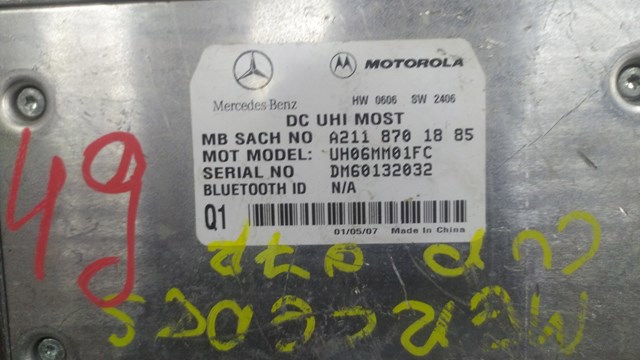 MOTOROLA
Mercedes-Benz
HW 0606 SW 2406
DC UHI MOST
MB SACH NO A211 870 18 85
MOT MODEL: UH06MM01FC
SERIAL NO DM60132032
BLUETOOTH ID N/A
Q1
01/05/07 Made In China
49